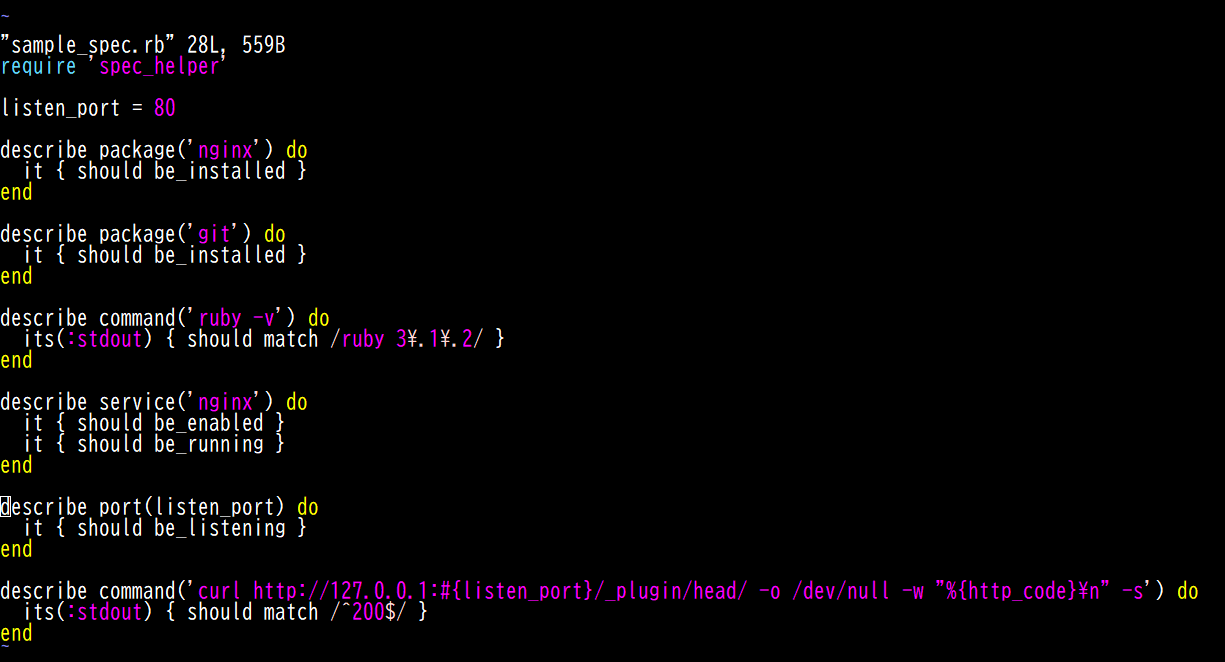 ~
"sample_spec.rb" 28L, 559B
require 'spec_helper'

listen_port = 80

describe package('nginx') do
  it { should be_installed }
end

describe package('git') do
  it { should be_installed }
end

describe command('ruby -v') do
  its(:stdout) { should match /ruby 3¥.1¥.2/ }
end

describe service('nginx') do
  it { should be_enabled }
  it { should be_running }
end

describe port(listen_port) do
  it { should be_listening }
end

describe command('curl http://127.0.0.1:#{listen_port}/_plugin/head/ -o /dev/null -w "%{http_code}¥n" -s') do
  its(:stdout) { should match /^200$/ }
end
~